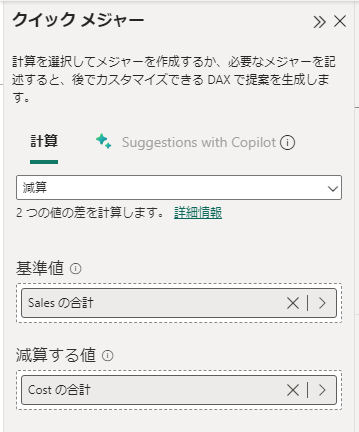 クイック メジャー
計算を選択してメジャーを作成するか、必要なメジャーを記
述すると、後でカスタマイズできる DAX で提案を生成しま
す。
計算 Suggestions with Copilot
減算
2 つの値の差を計算します。 詳細情報
基準値
Sales の合計
減算する値
Cost の合計